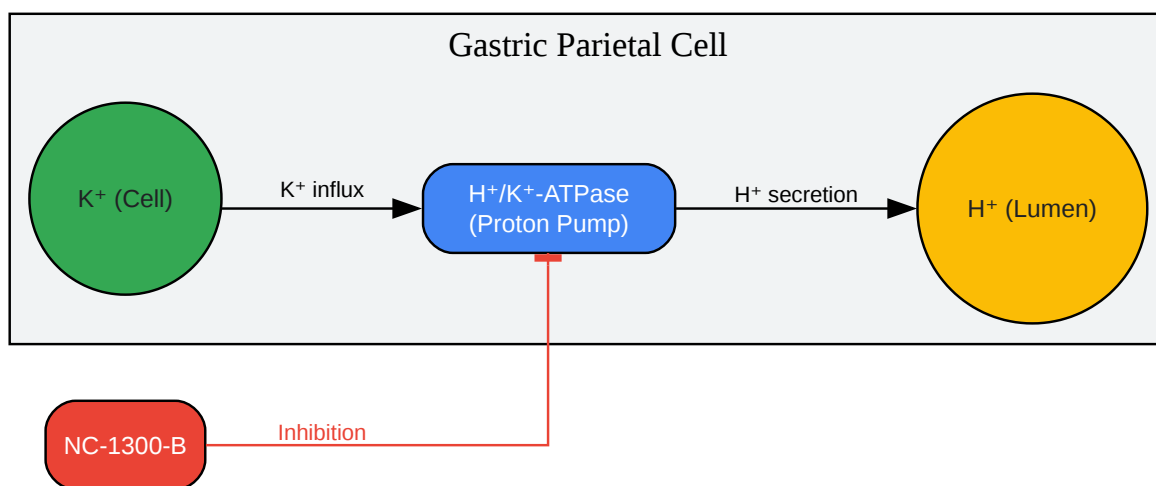 Gastric Parietal Cell
K⁺ (Cell)
K⁺ influx
H⁺/K⁺-ATPase
(Proton Pump)
H⁺ secretion
H⁺ (Lumen)
Inhibition
NC-1300-B